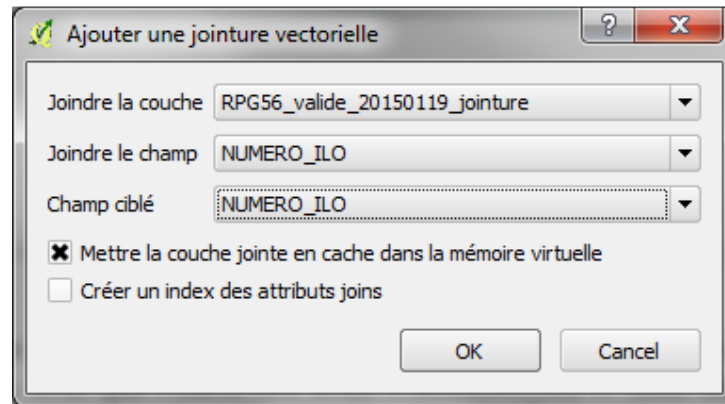 Ajouter une jointure vectorielle
Joindre la couche RPG56_valide_20150119_jointure
Joindre le champ NUMERO_ILO
Champ ciblé NUMERO_ILO
Mettre la couche jointe en cache dans la mémoire virtuelle
Créer un index des attributs joins
OK Cancel